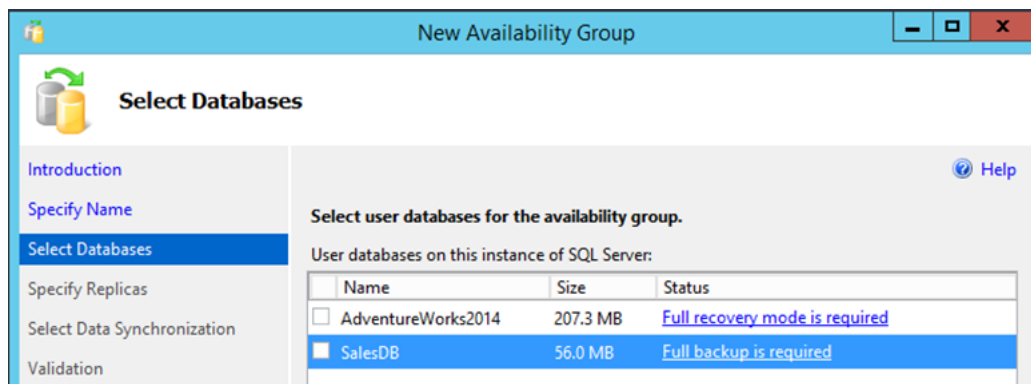 New Availability Group
Select Databases
Introduction
Help
Specify Name
Select Databases
Specify Replicas
Select Data Synchronization
Validation
Select user databases for the availability group.
User databases on this instance of SQL Server:
Name Size Status
AdventureWorks2014 207.3 MB Full recovery mode is required
SalesDB 56.0 MB Full backup is required